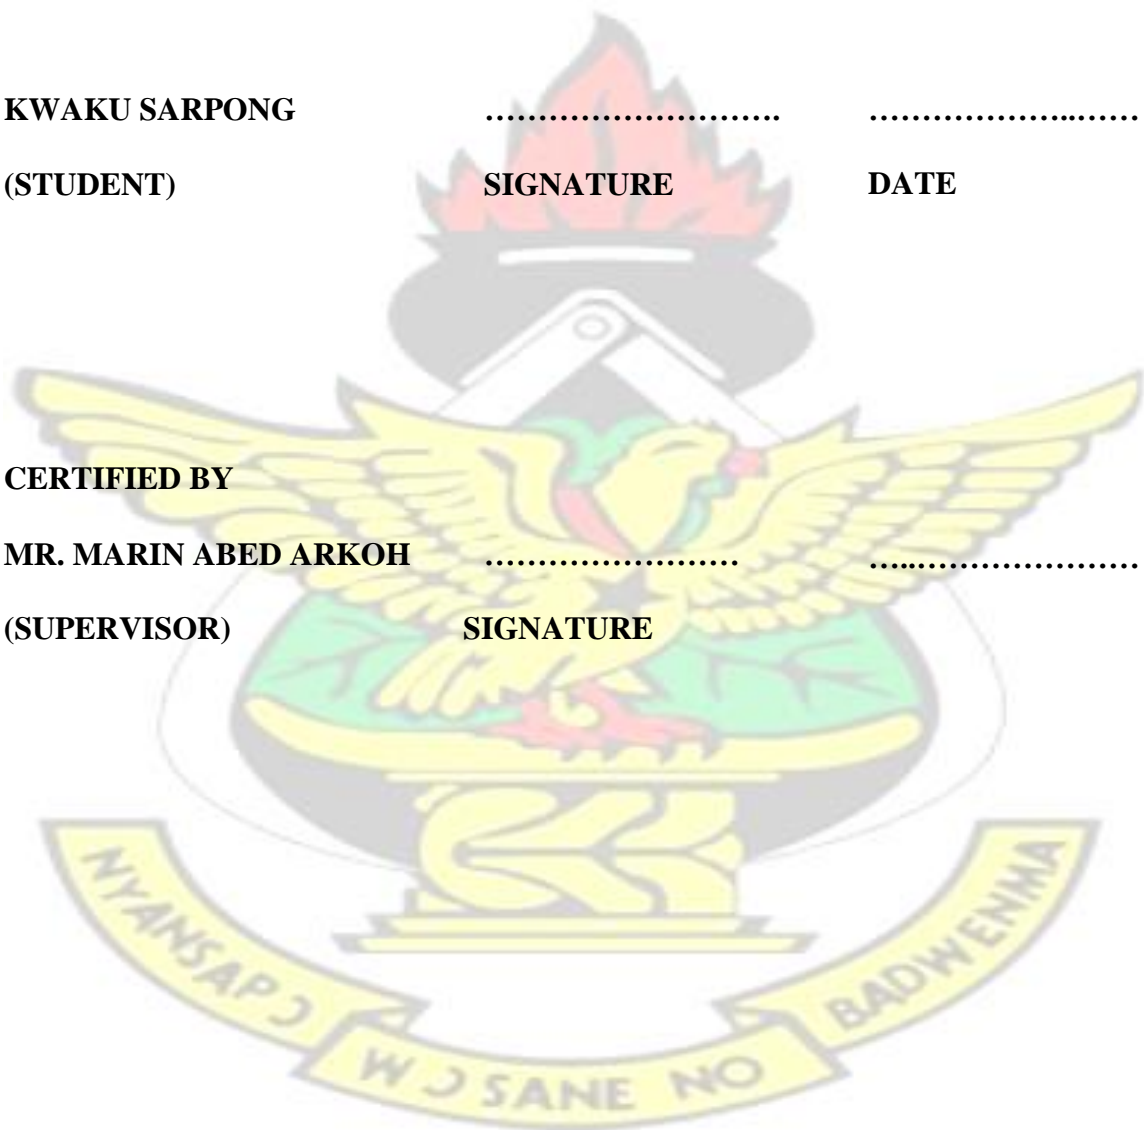 KWAKU SARPONG ………………………. ………………..……
(STUDENT) SIGNATURE DATE
CERTIFIED BY
MR. MARIN ABED ARKOH …………………… …..…………………
(SUPERVISOR) SIGNATURE
NYANSAPƆ WƆSANE NO BADWENMA